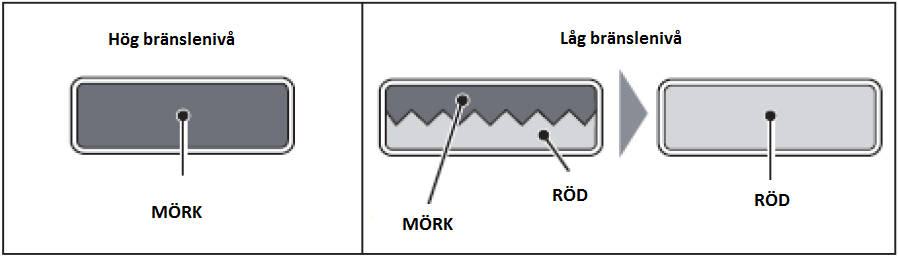 Hög bränslenivå
MÖRK
Låg bränslenivå
MÖRK
RÖD
RÖD